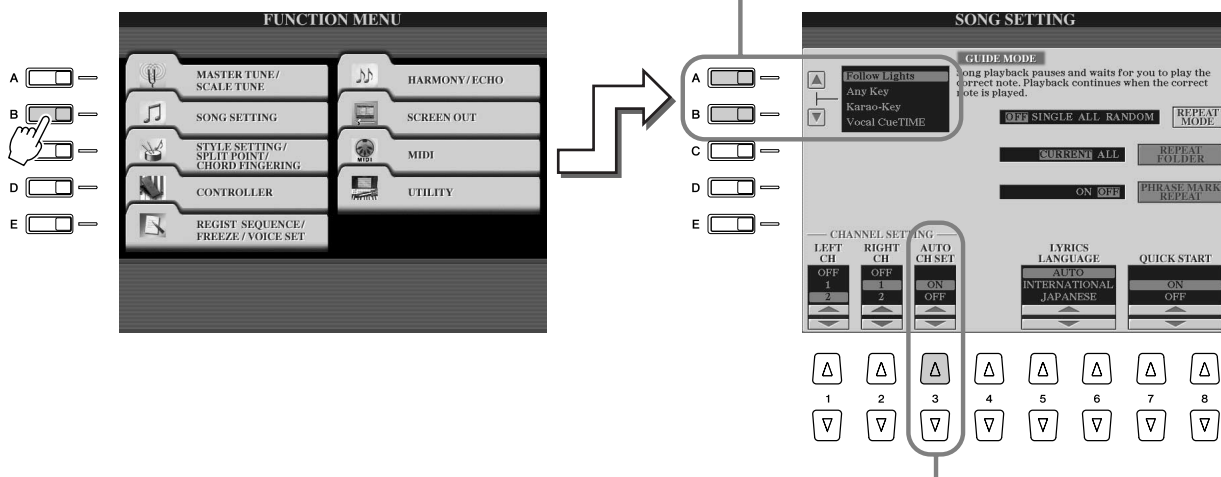 FUNCTION MENU
A
B
D
E
MASTER TUNE/
SCALE TUNE
SONG SETTING
STYLE SETTING/
SPLIT POINT/
CHORD FINGERING
CONTROLLER
REGIST SEQUENCE/
FREEZE / VOICE SET
HARMONY/ECHO
SCREEN OUT
MIDI
MIDI
UTILITY
SONG SETTING
A
B
C
D
E
Follow Lights
Any Key
Karao-Key
Vocal CueTIME
GUIDE MODE
Song playback pauses and waits for you to play the
correct note. Playback continues when the correct
note is played.
OFF SINGLE ALL RANDOM
REPEAT
MODE
CURRENT ALL
REPEAT
FOLDER
ON OFF
PHRASE MARK
REPEAT
CHANNEL SETTING
LEFT
CH
OFF
1
2
RIGHT
CH
OFF
1
2
AUTO
CH SET
ON
OFF
LYRICS
LANGUAGE
AUTO
INTERNATIONAL
JAPANESE
QUICK START
ON
OFF
1 2 3 4 5 6 7 8